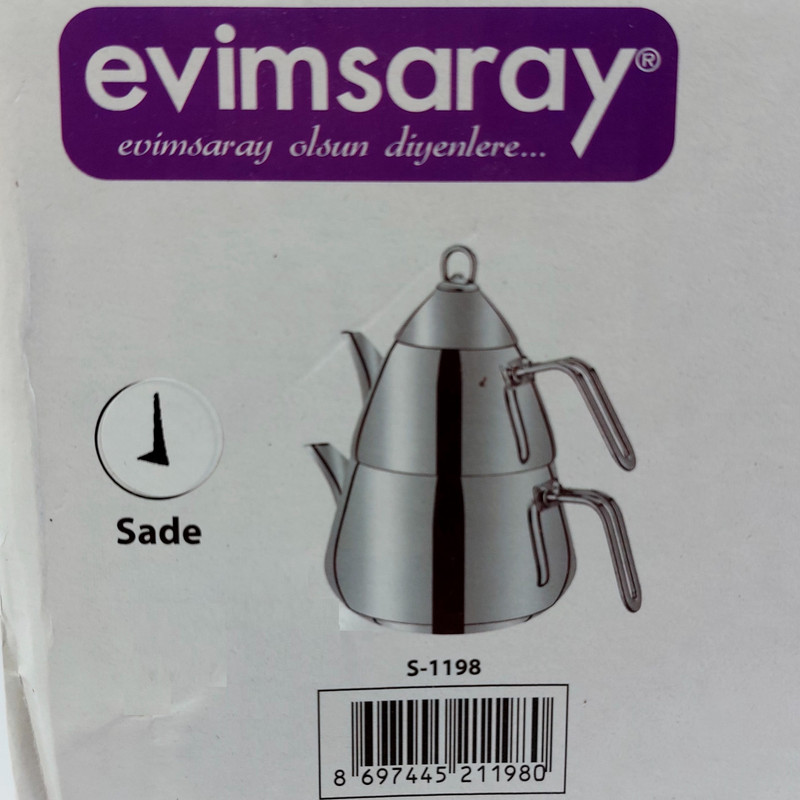 evimsaray®
evimsaray olsun diyenlere...
Sade
S-1198
8 697445 211980